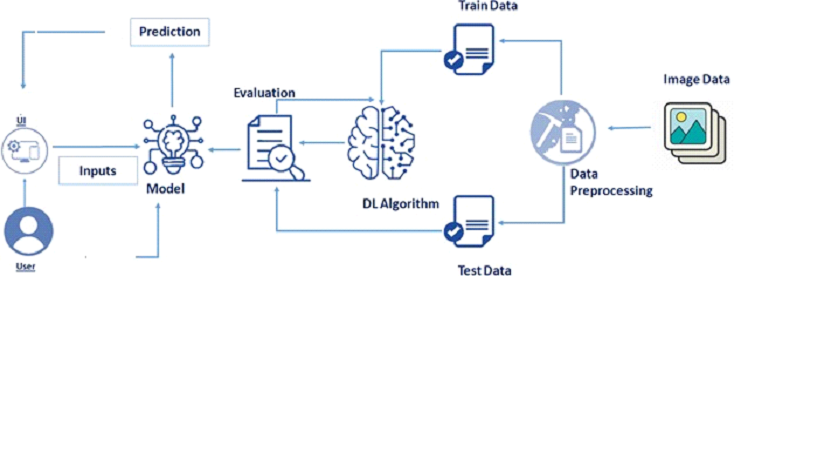 Train Data
Prediction
Image Data
Evaluation
UI
Inputs
Model
Data
Preprocessing
DL Algorithm
User
Test Data